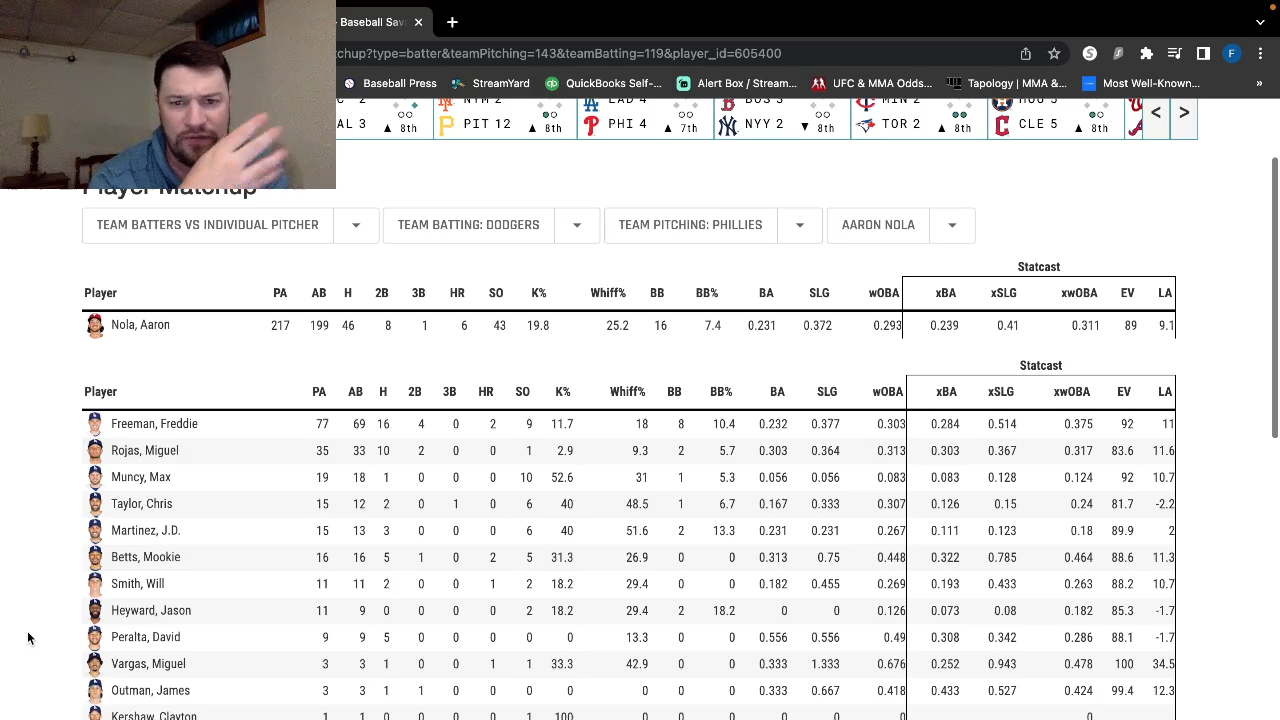 - Baseball Sav
chup?type=batter&teamPitching=143&teamBatting=119&player_id=605400
F
Baseball Press StreamYard QuickBooks Self-... Alert Box / Stream... UFC & MMA Odds... Tapology | MMA &... Most Well-Known... »
2 NYM 2 LAD 4 BOS 3 MIN 2 HOU 5
AL 3 8th PIT 12 8th PHI 4 7th NYY 2 8th TOR 2 8th CLE 5 8th
Player Matchup
TEAM BATTERS VS INDIVIDUAL PITCHER TEAM BATTING: DODGERS TEAM PITCHING: PHILLIES AARON NOLA
Statcast
Player PA AB H 2B 3B HR SO K% Whiff% BB BB% BA SLG wOBA xBA xSLG xwOBA EV LA
Nola, Aaron 217 199 46 8 1 6 43 19.8 25.2 16 7.4 0.231 0.372 0.293 0.239 0.41 0.311 89 9.1
Statcast
Player PA AB H 2B 3B HR SO K% Whiff% BB BB% BA SLG wOBA xBA xSLG xwOBA EV LA
Freeman, Freddie 77 69 16 4 0 2 9 11.7 18 8 10.4 0.232 0.377 0.303 0.284 0.514 0.375 92 11
Rojas, Miguel 35 33 10 2 0 0 1 2.9 9.3 2 5.7 0.303 0.364 0.313 0.303 0.367 0.317 83.6 11.6
Muncy, Max 19 18 1 0 0 0 10 52.6 31 1 5.3 0.056 0.056 0.083 0.083 0.128 0.124 92 10.7
Taylor, Chris 15 12 2 0 1 0 6 40 48.5 1 6.7 0.167 0.333 0.307 0.126 0.15 0.24 81.7 -2.2
Martinez, J.D. 15 13 3 0 0 0 6 40 51.6 2 13.3 0.231 0.231 0.267 0.111 0.123 0.18 89.9 2
Betts, Mookie 16 16 5 1 0 2 5 31.3 26.9 0 0 0.313 0.75 0.448 0.322 0.785 0.464 88.6 11.3
Smith, Will 11 11 2 0 0 1 2 18.2 29.4 0 0 0.182 0.455 0.269 0.193 0.433 0.263 88.2 10.7
Heyward, Jason 11 9 0 0 0 0 2 18.2 29.4 2 18.2 0 0 0.126 0.073 0.08 0.182 85.3 -1.7
Peralta, David 9 9 5 0 0 0 0 0 13.3 0 0 0.556 0.556 0.49 0.308 0.342 0.286 88.1 -1.7
Vargas, Miguel 3 3 1 0 0 1 1 33.3 42.9 0 0 0.333 1.333 0.676 0.252 0.943 0.478 100 34.5
Outman, James 3 3 1 1 0 0 0 0 0 0 0 0.333 0.667 0.418 0.433 0.527 0.424 99.4 12.3
Kershaw, Clayton 1 1 0 0 0 0 1 100 0 0 0 0 0 0